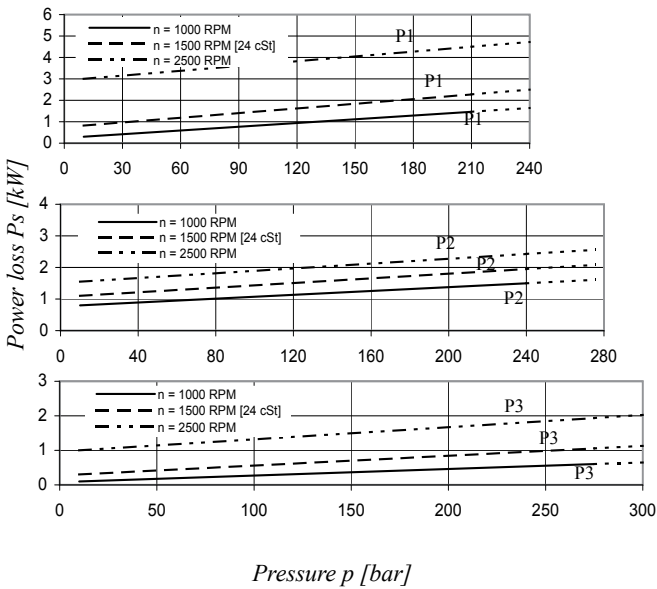 Power loss Ps [kW]
6
5
4
3
2
1
0
n = 1000 RPM
n = 1500 RPM [24 cSt]
n = 2500 RPM
P1
P1
P1
0 30 60 90 120 150 180 210 240
4
3
2
1
0
n = 1000 RPM
n = 1500 RPM [24 cSt]
n = 2500 RPM
P2
P2
P2
40 80 120 160 200 240 280
3
2
1
0
n = 1000 RPM
n = 1500 RPM [24 cSt]
n = 2500 RPM
P3
P3
P3
0 50 100 150 200 250 300
Pressure p [bar]